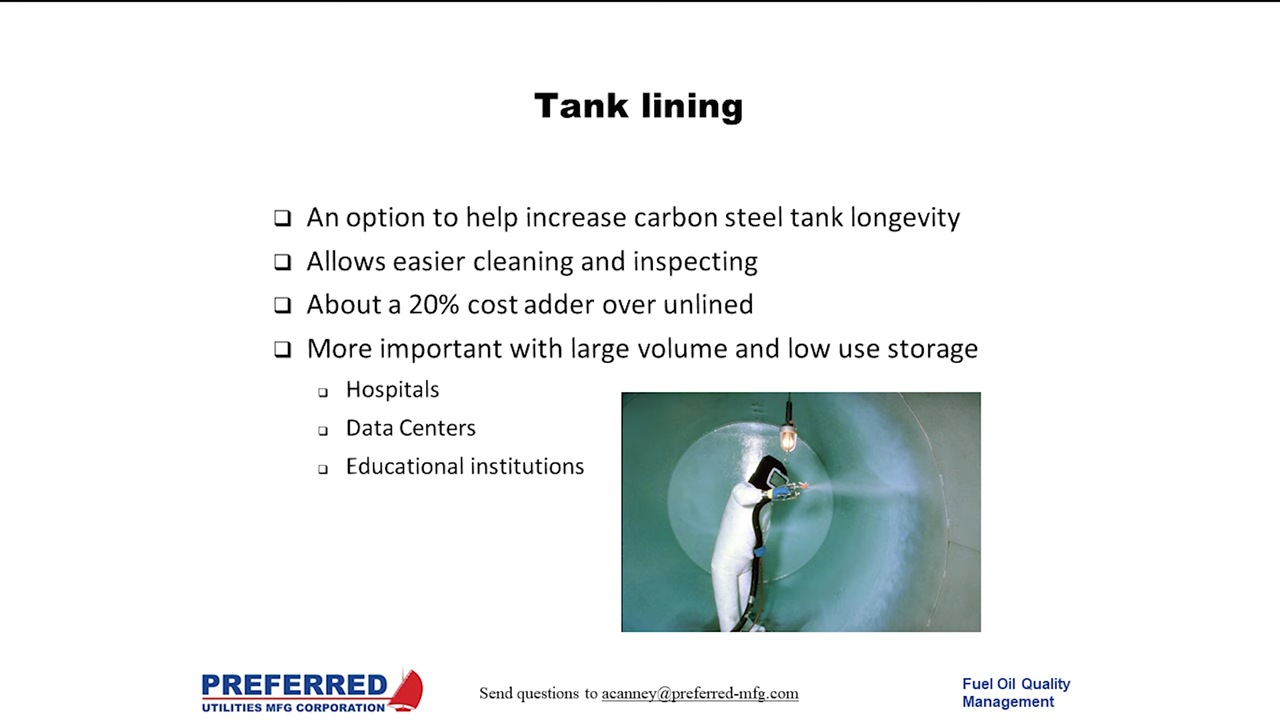 Tank lining
An option to help increase carbon steel tank longevity
Allows easier cleaning and inspecting
About a 20% cost adder over unlined
More important with large volume and low use storage
Hospitals
Data Centers
Educational institutions
PREFERRED
UTILITIES MFG CORPORATION
Send questions to acanney@preferred-mfg.com
Fuel Oil Quality
Management